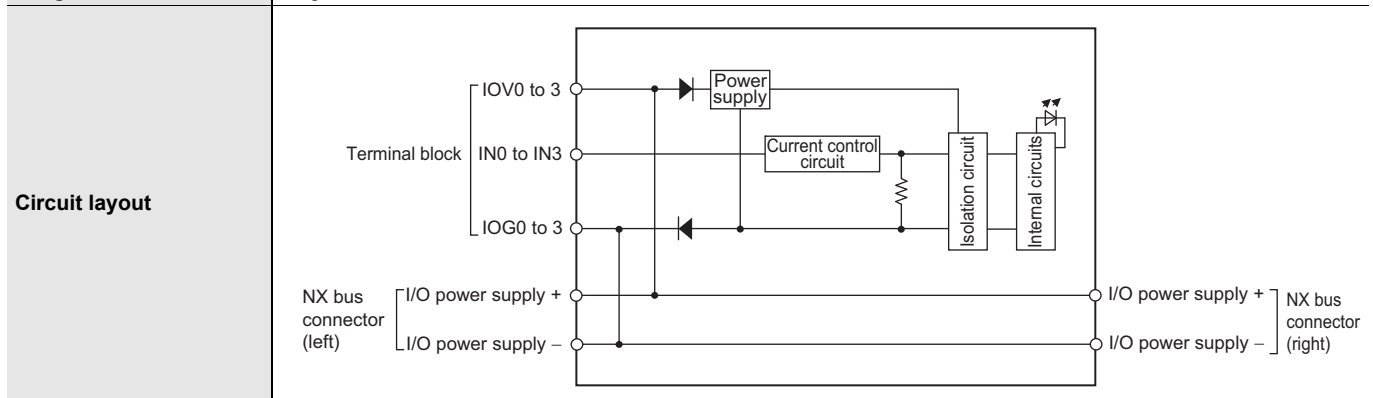 Circuit layout
Terminal block
IOV0 to 3
IN0 to IN3
IOG0 to 3
Power
supply
Current control
circuit
Isolation circuit
Internal circuits
NX bus
connector
(left)
I/O power supply +
I/O power supply −
I/O power supply +
I/O power supply −
NX bus
connector
(right)